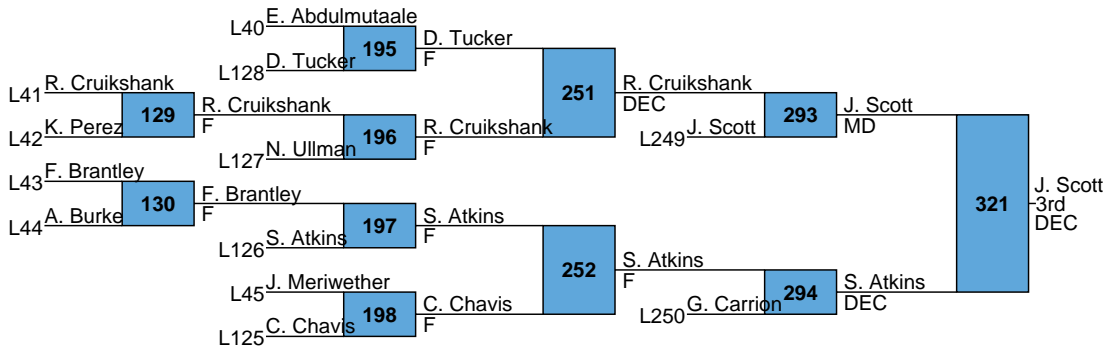 L40 E. Abdulmutaale
195
D. Tucker
F
L128 D. Tucker
251
R. Cruikshank
DEC
L41 R. Cruikshank
129
R. Cruikshank
F
L42 K. Perez
196
R. Cruikshank
F
L127 N. Ullman
293
J. Scott
MD
L249 J. Scott
L43 F. Brantley
130
F. Brantley
F
L44 A. Burke
197
S. Atkins
F
L126 S. Atkins
252
S. Atkins
F
L45 J. Meriwether
198
C. Chavis
F
L125 C. Chavis
294
S. Atkins
DEC
L250 G. Carrion
321
J. Scott
3rd
DEC